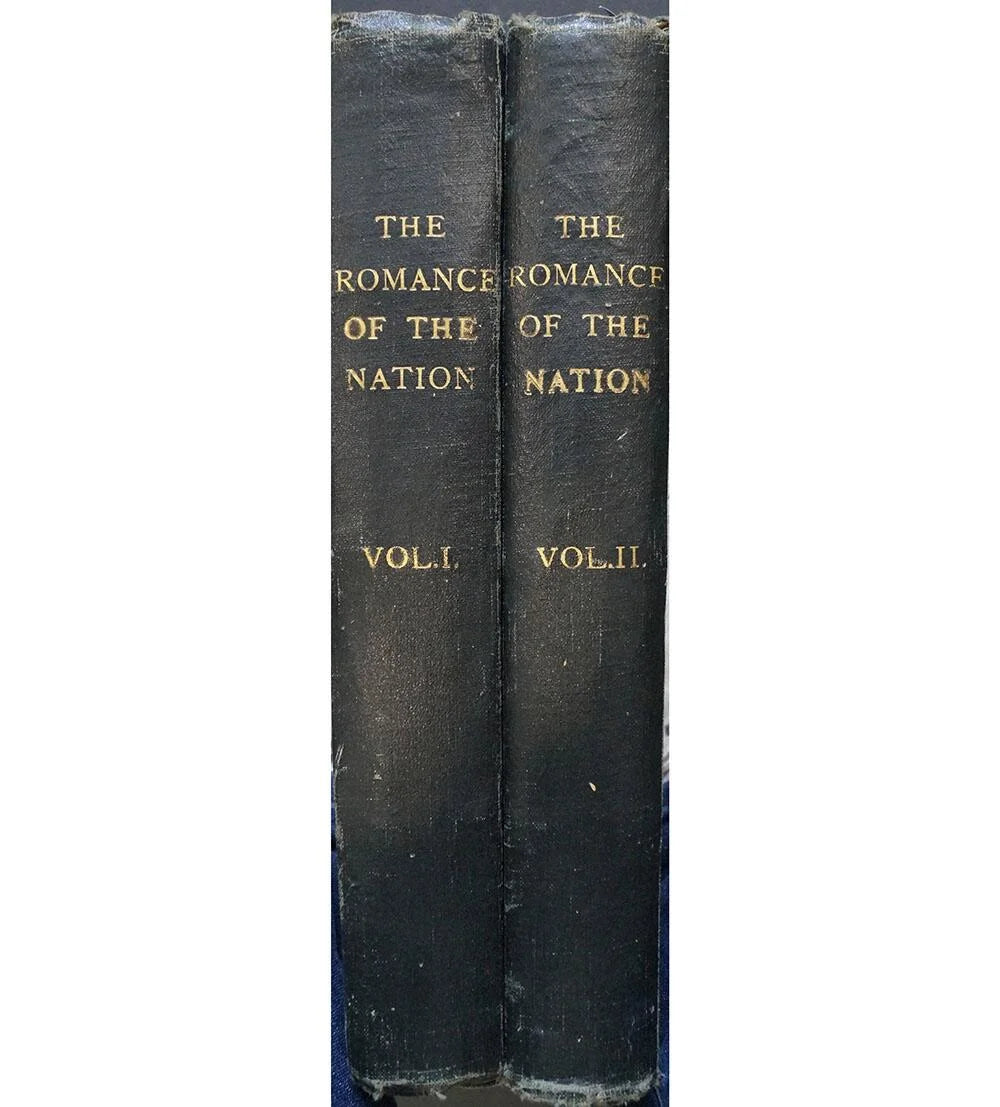 THE
ROMANCE
OF THE
NATION
VOL.I.
THE
ROMANCE
OF THE
NATION
VOL.II.